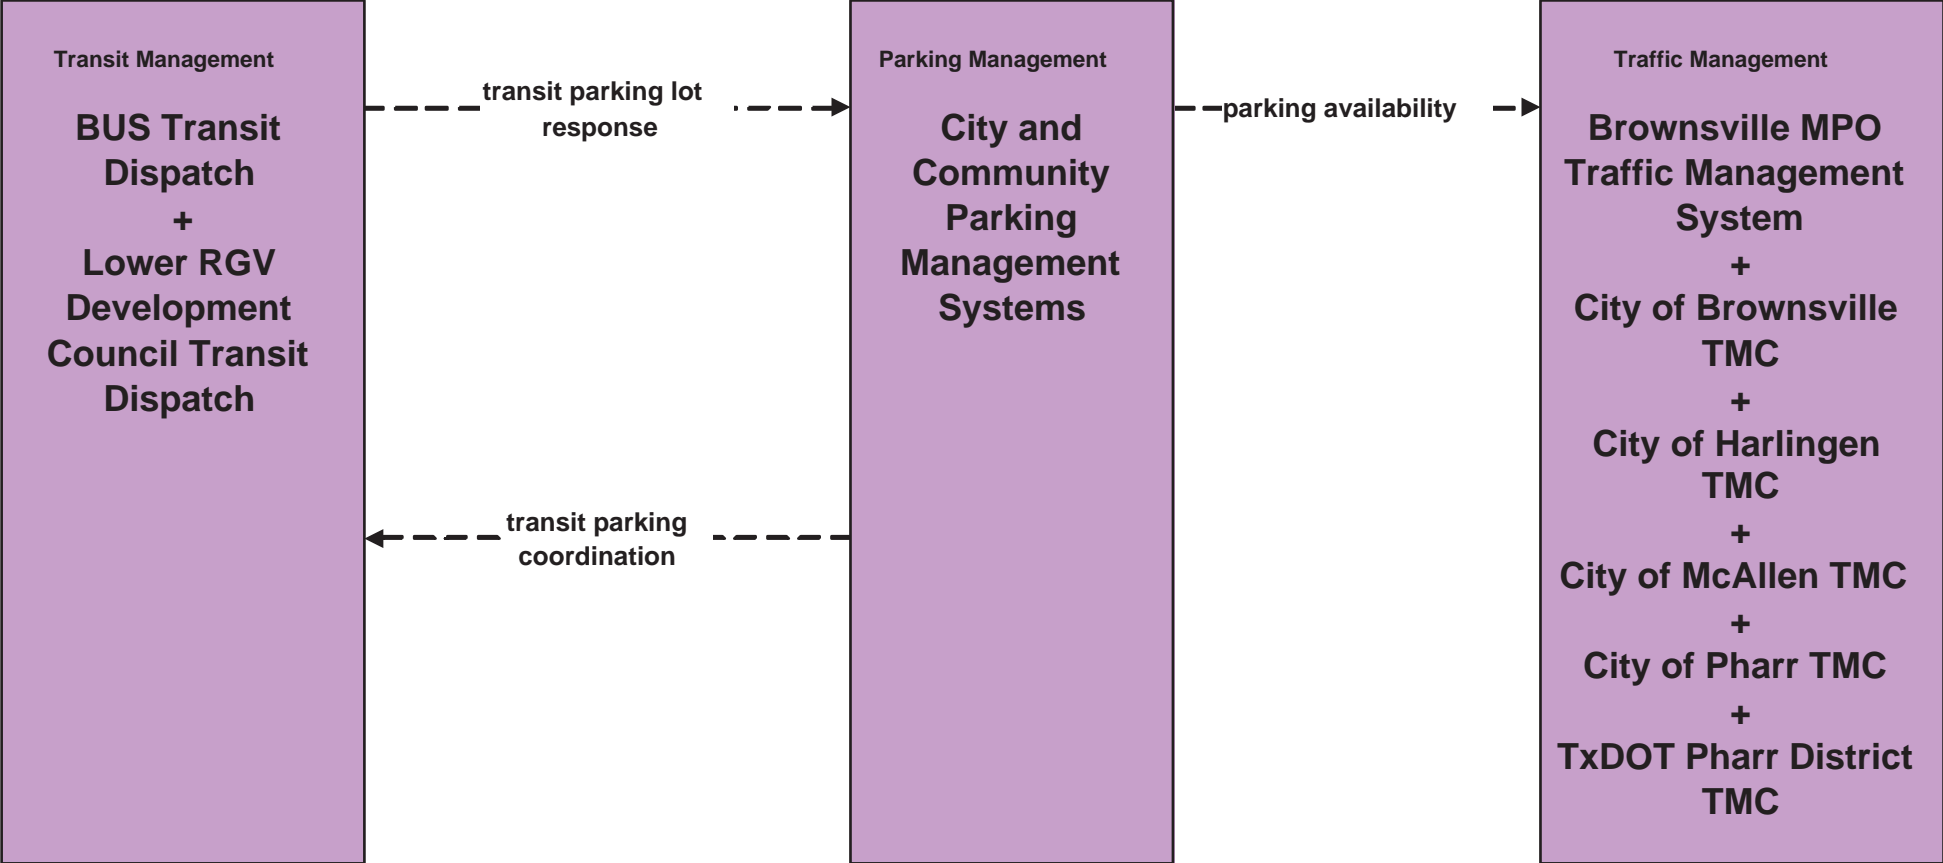 Transit Management
BUS Transit
Dispatch
+
Lower RGV
Development
Council Transit
Dispatch
transit parking lot
response
transit parking
coordination
Parking Management
City and
Community
Parking
Management
Systems
parking availability
Traffic Management
Brownsville MPO
Traffic Management
System
+
City of Brownsville
TMC
+
City of Harlingen
TMC
+
City of McAllen TMC
+
City of Pharr TMC
+
TxDOT Pharr District
TMC